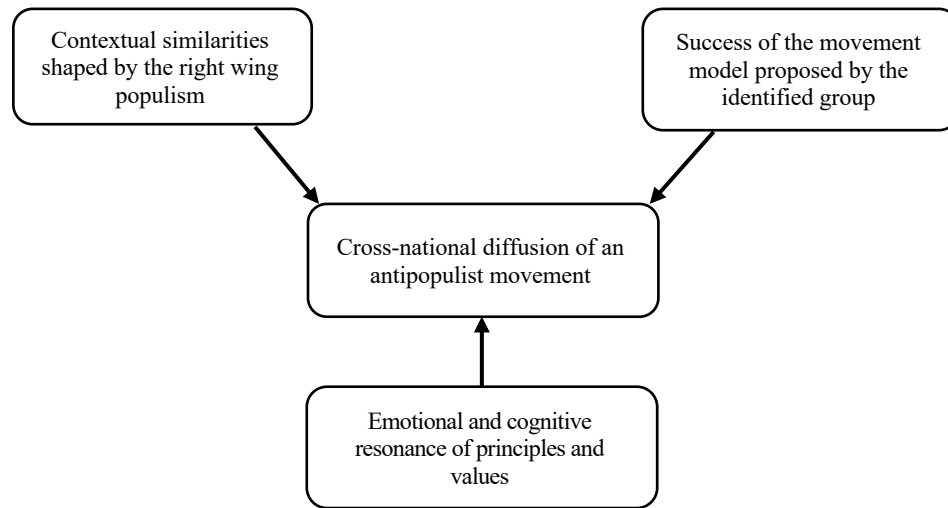 Contextual similarities
shaped by the right wing
populism
Success of the movement
model proposed by the
identified group
Cross-national diffusion of an
antipopulist movement
Emotional and cognitive
resonance of principles and
values